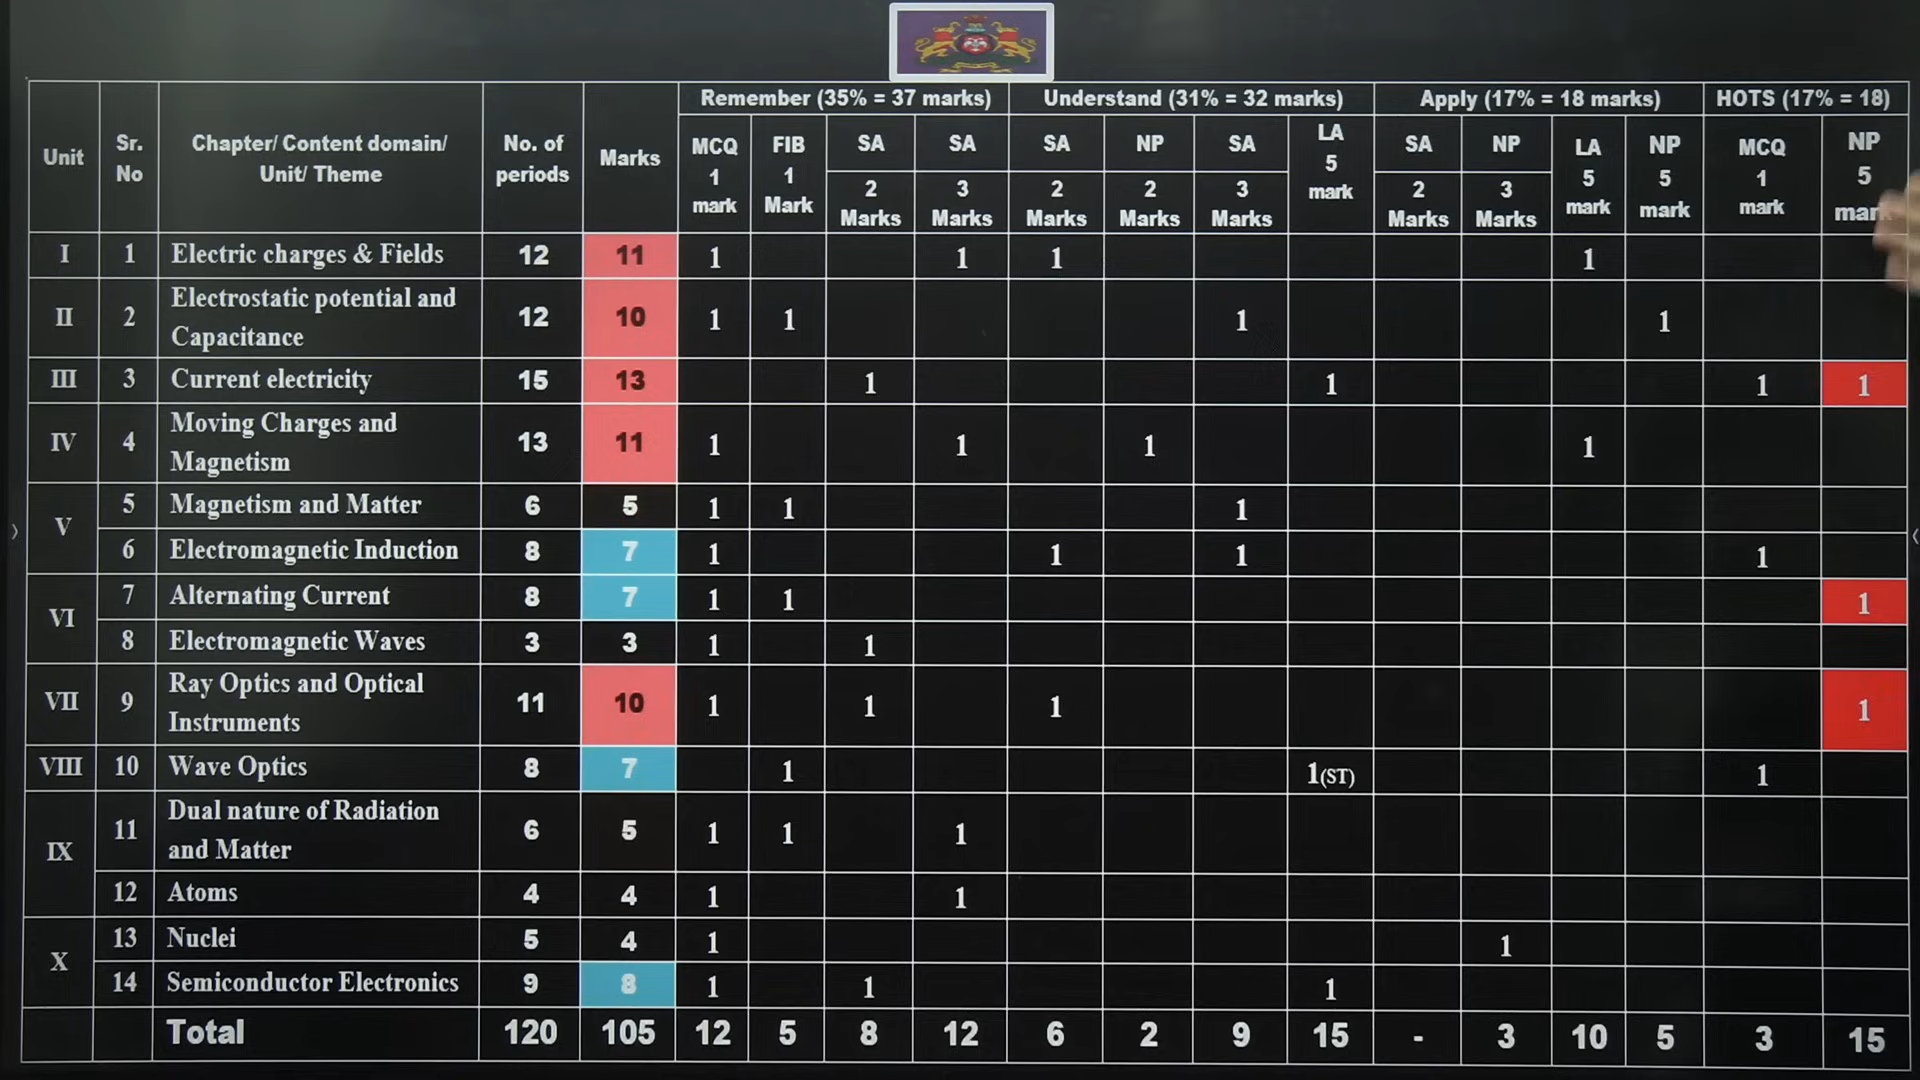 Remember (35% = 37 marks) Understand (31% = 32 marks) Apply (17% = 18 marks) HOTS (17% = 18)
Unit Sr. No Chapter/ Content domain/ Unit/ Theme No. of periods Marks MCQ 1 mark FIB 1 Mark SA 2 Marks SA 3 Marks SA 2 Marks NP 2 Marks SA 3 Marks LA 5 mark SA 2 Marks NP 3 Marks LA 5 mark NP 5 mark MCQ 1 mark NP 5 mark
I 1 Electric charges & Fields 12 11 1 1 1 1
II 2 Electrostatic potential and Capacitance 12 10 1 1 1 1
III 3 Current electricity 15 13 1 1 1 1
IV 4 Moving Charges and Magnetism 13 11 1 1 1 1
V 5 Magnetism and Matter 6 5 1 1 1
6 Electromagnetic Induction 8 7 1 1 1 1
VI 7 Alternating Current 8 7 1 1 1
8 Electromagnetic Waves 3 3 1 1
VII 9 Ray Optics and Optical Instruments 11 10 1 1 1 1
VIII 10 Wave Optics 8 7 1 1(ST) 1
IX 11 Dual nature of Radiation and Matter 6 5 1 1 1
12 Atoms 4 4 1 1
X 13 Nuclei 5 4 1 1
14 Semiconductor Electronics 9 8 1 1 1
Total 120 105 12 5 8 12 6 2 9 15 - 3 10 5 3 15